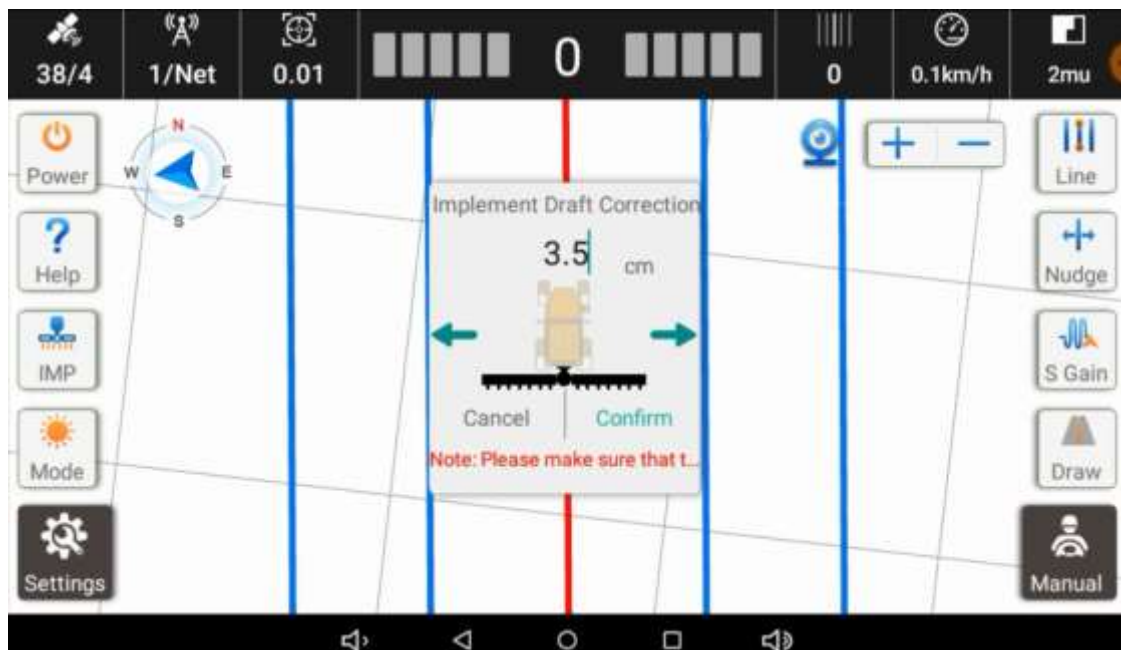 38/4
1/Net
0.01
0
0
0.1km/h
2mu
Power
N
W
E
S
Line
Help
Nudge
IMP
S Gain
Mode
Draw
Settings
Manual
Implement Draft Correction
3.5
cm
Cancel
Confirm
Note: Please make sure that t...